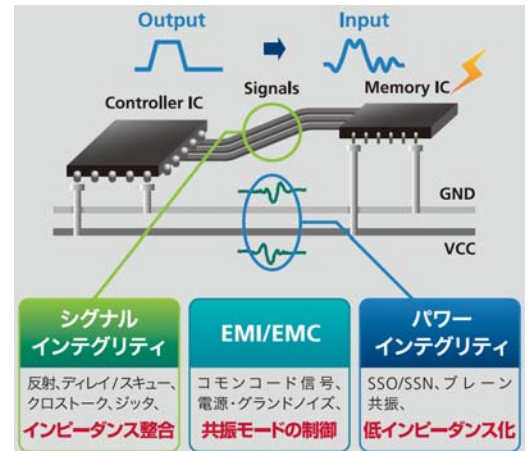 Output
Input
Controller IC
Signals
Memory IC
GND
VCC
シグナル
インテグリティ
反射、ディレイ/スキュー、
クロストーク、ジッタ、
インピーダンス整合
EMI/EMC
コモンコード信号、
電源・グランドノイズ、
共振モードの制御
パワー
インテグリティ
SSO/SSN、プレーン
共振、
低インピーダンス化